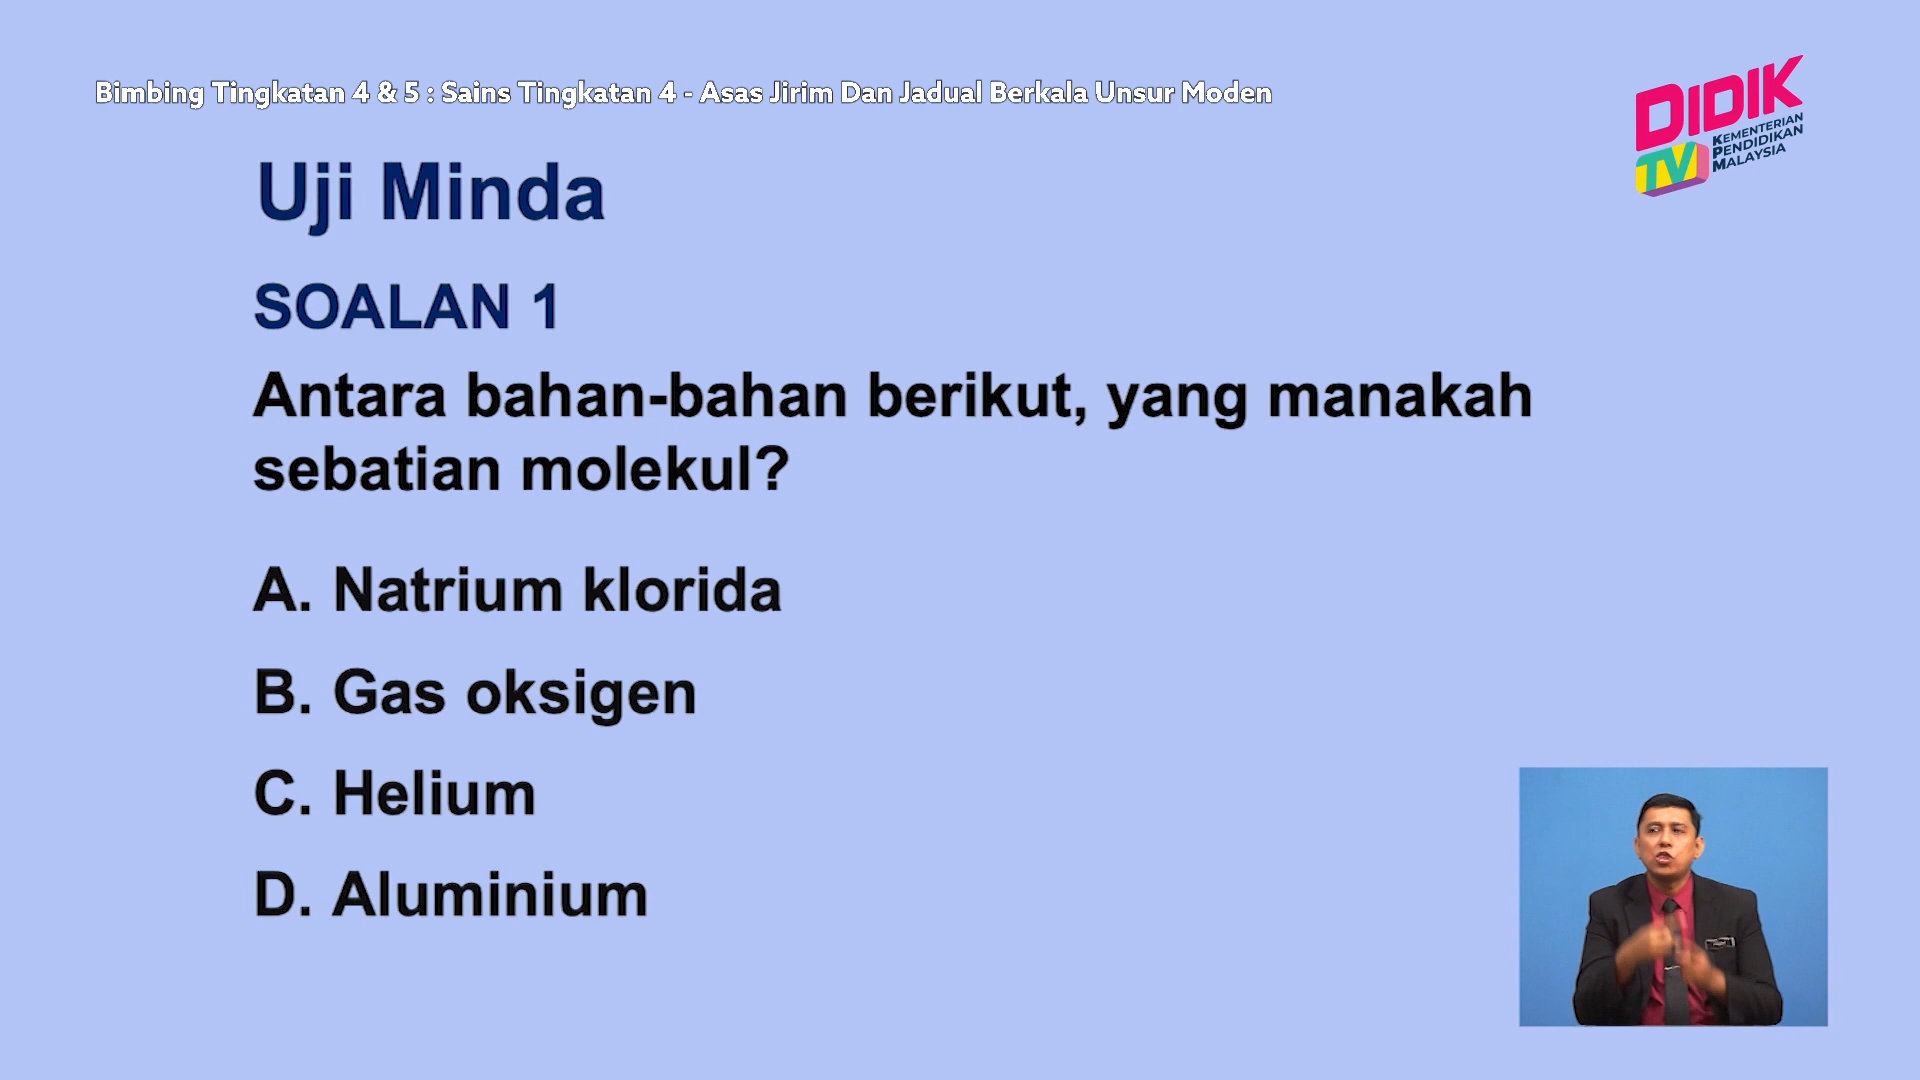 Bimbing Tingkatan 4 & 5 : Sains Tingkatan 4 - Asas Jirim Dan Jadual Berkala Unsur Moden
DIDIK
TV
KEMENTERIAN
PENDIDIKAN
MALAYSIA
Uji Minda
SOALAN 1
Antara bahan-bahan berikut, yang manakah
sebatian molekul?
A. Natrium klorida
B. Gas oksigen
C. Helium
D. Aluminium